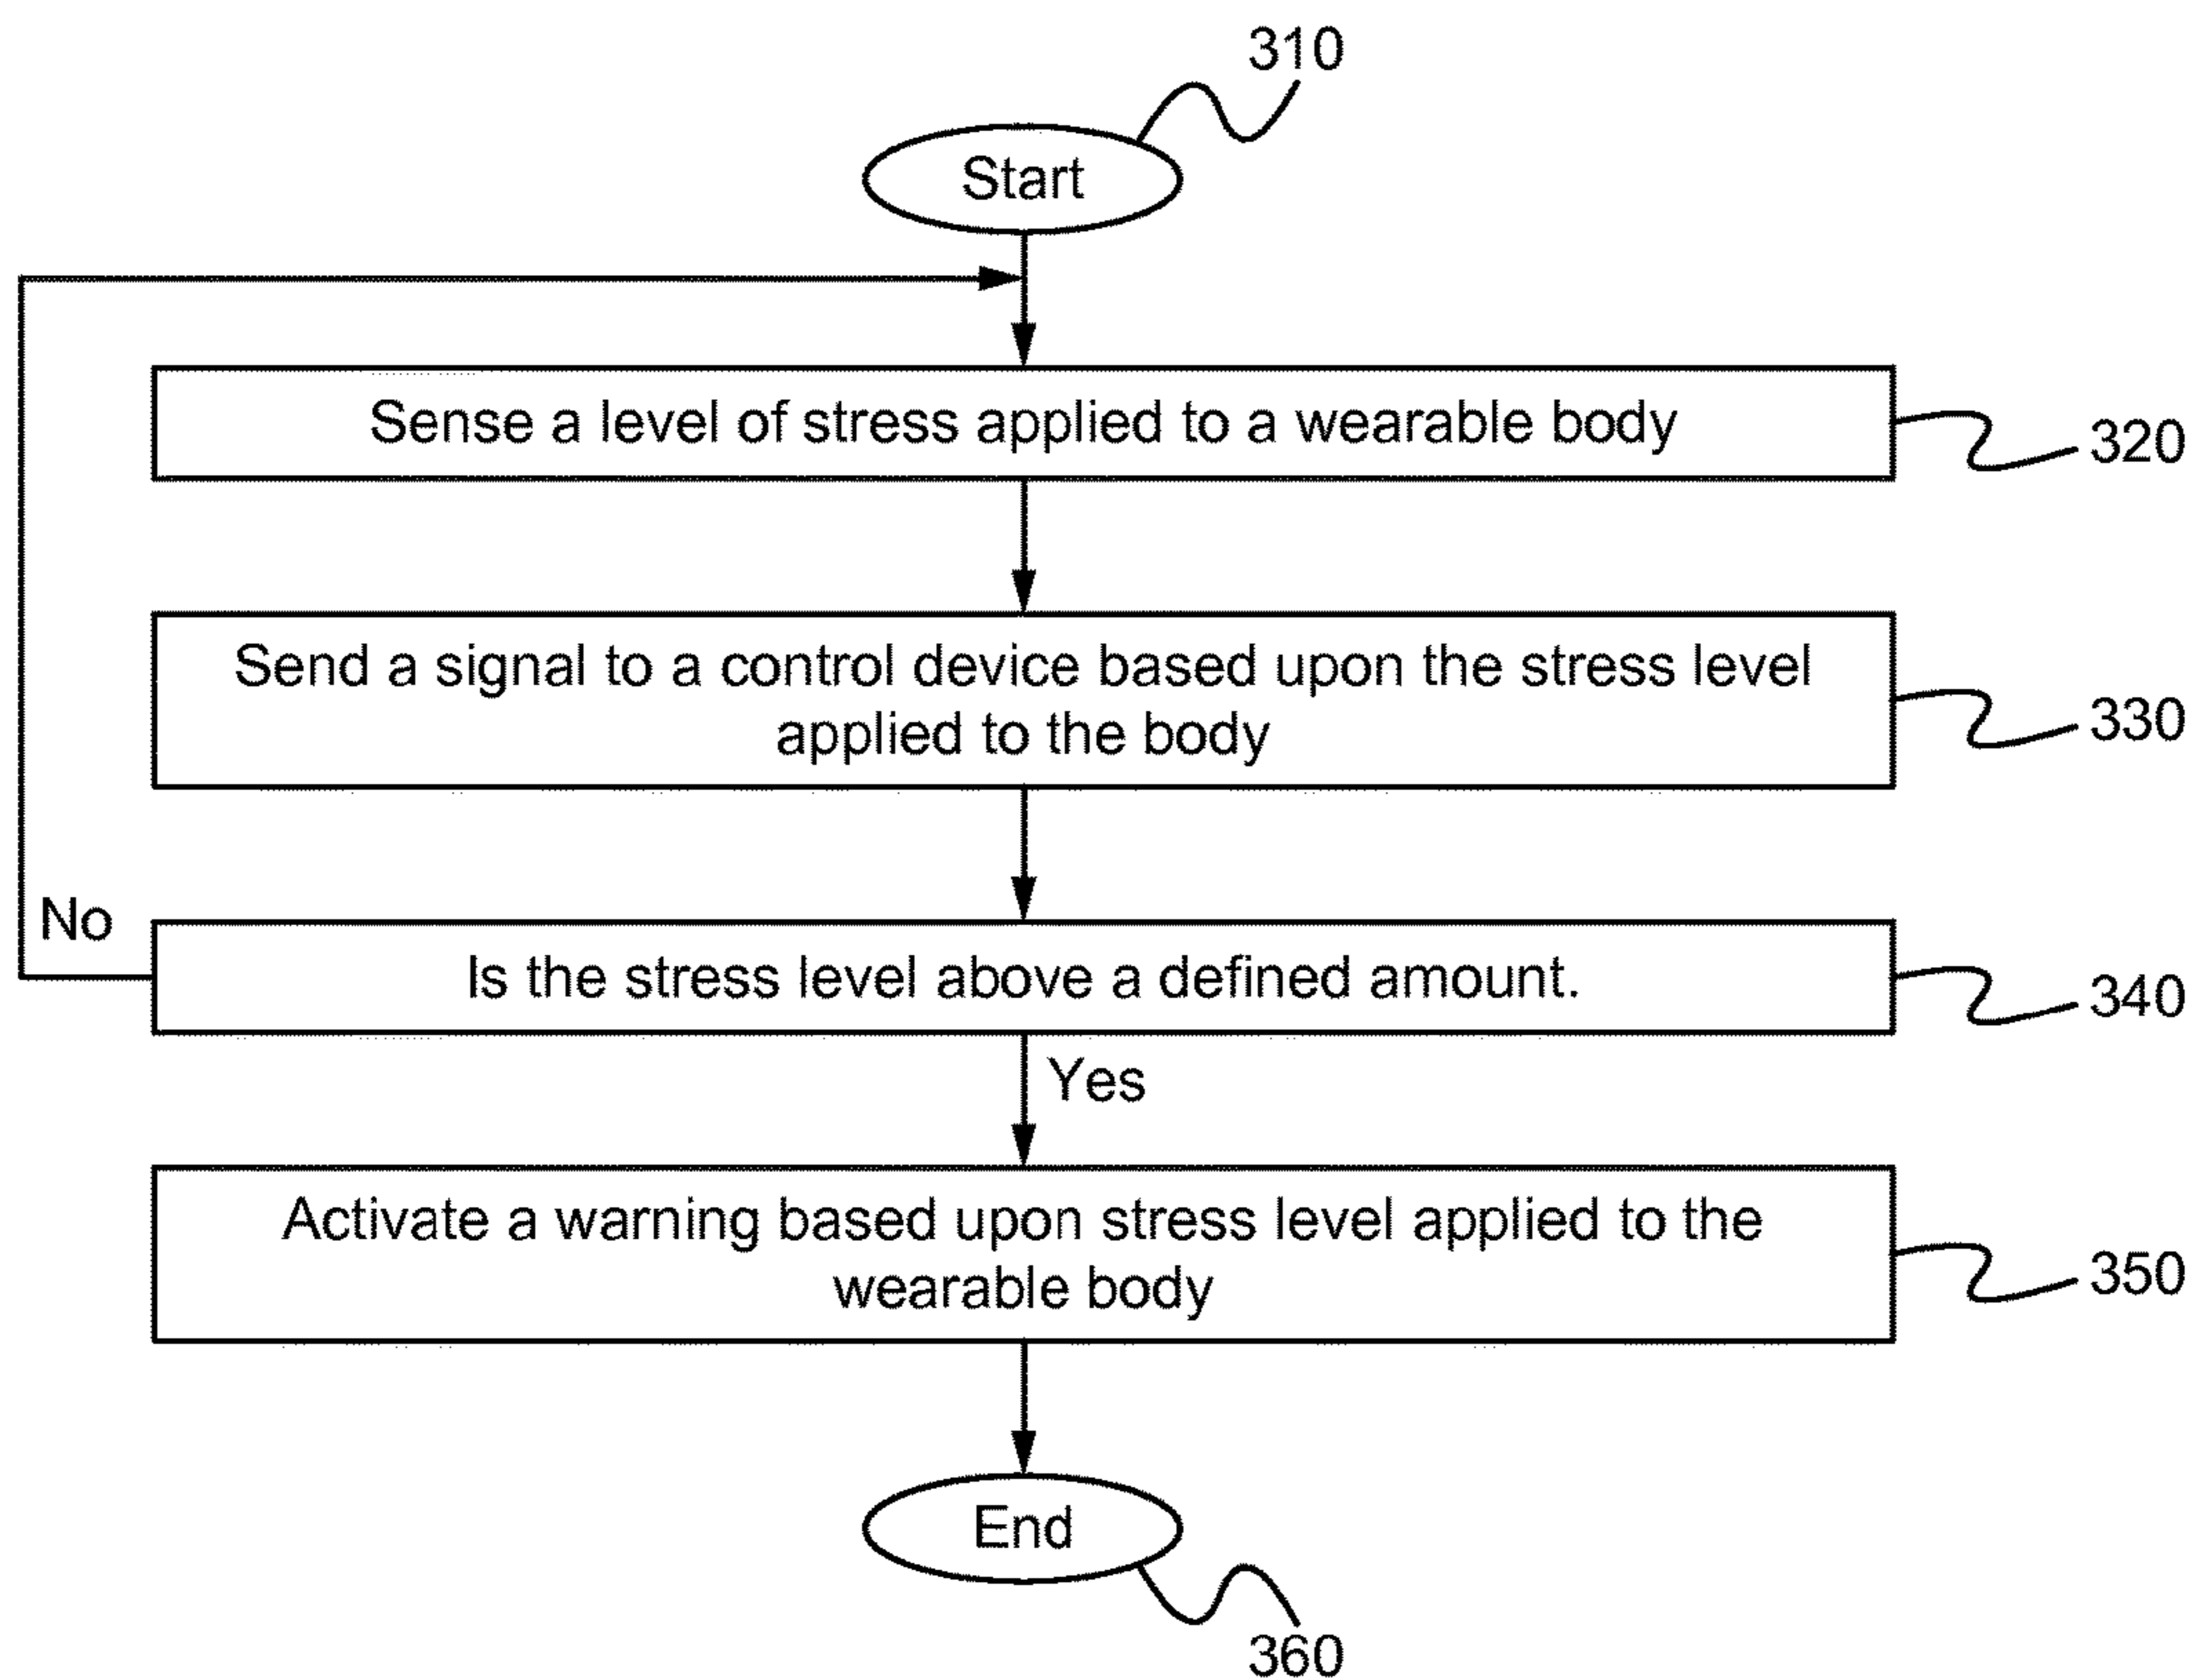 310
Start
Sense a level of stress applied to a wearable body
320
Send a signal to a control device based upon the stress level
applied to the body
330
No
Is the stress level above a defined amount.
340
Yes
Activate a warning based upon stress level applied to the
wearable body
350
End
360